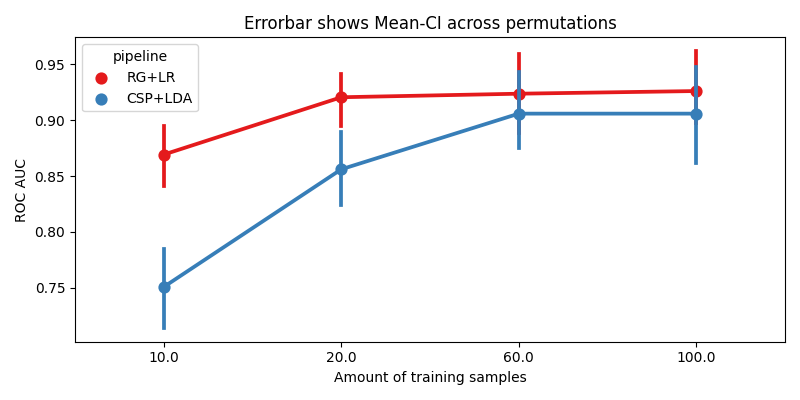 Errorbar shows Mean-CI across permutations
pipeline
RG+LR
CSP+LDA
ROC AUC
0.95
0.90
0.85
0.80
0.75
10.0 20.0 60.0 100.0
Amount of training samples